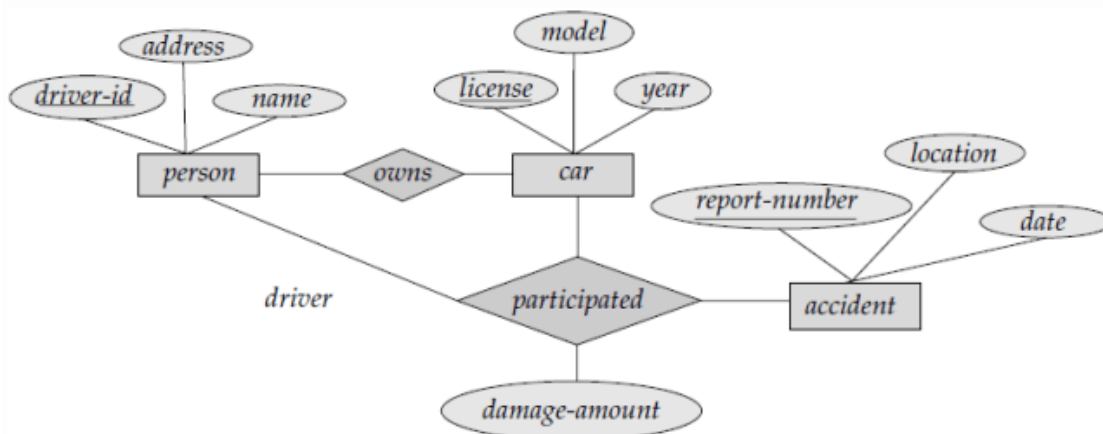 model
address
driver-id
name
license
year
person
owns
car
location
report-number
date
driver
participated
accident
damage-amount